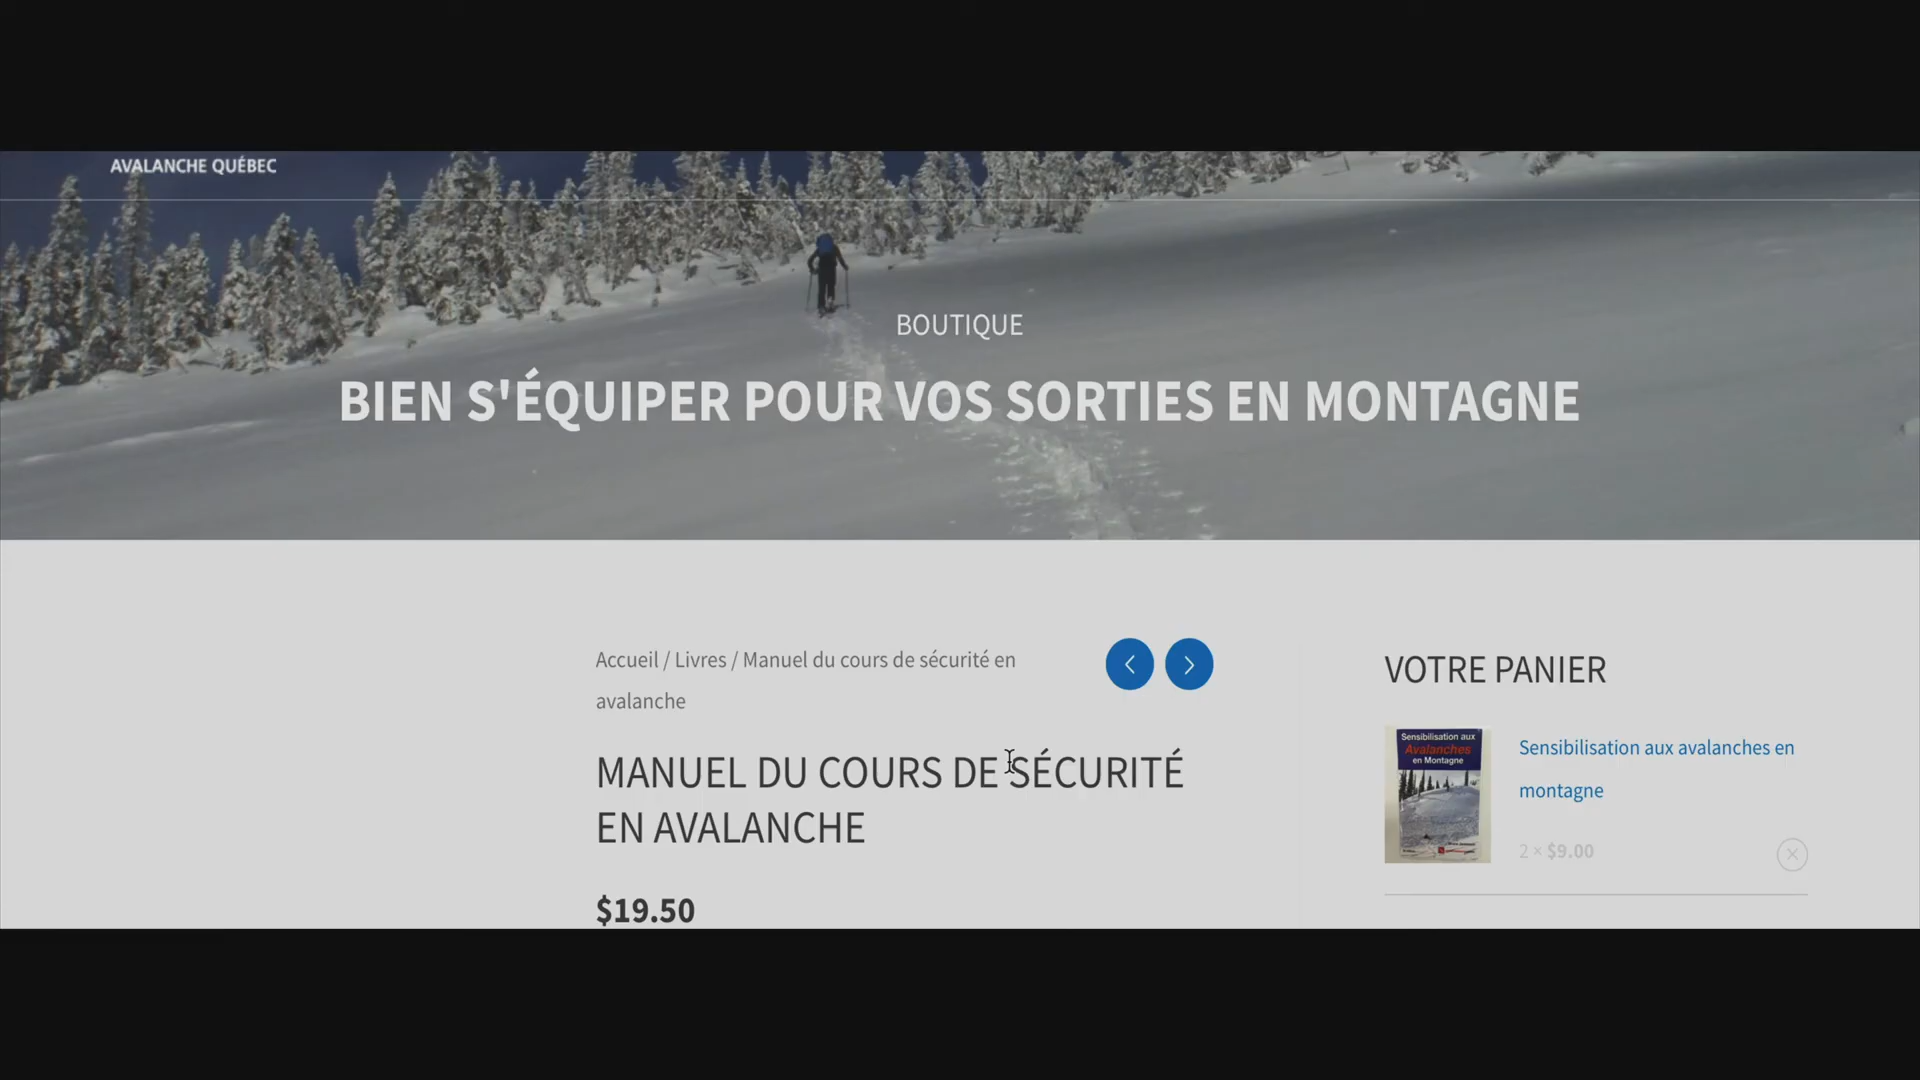 AVALANCHE QUÉBEC
BOUTIQUE
BIEN S'ÉQUIPER POUR VOS SORTIES EN MONTAGNE
Accueil / Livres / Manuel du cours de sécurité en
avalanche
MANUEL DU COURS DE SÉCURITÉ
EN AVALANCHE
$19.50
VOTRE PANIER
Sensibilisation aux
Avalanches
en Montagne
Sensibilisation aux avalanches en
montagne
2 × $9.00